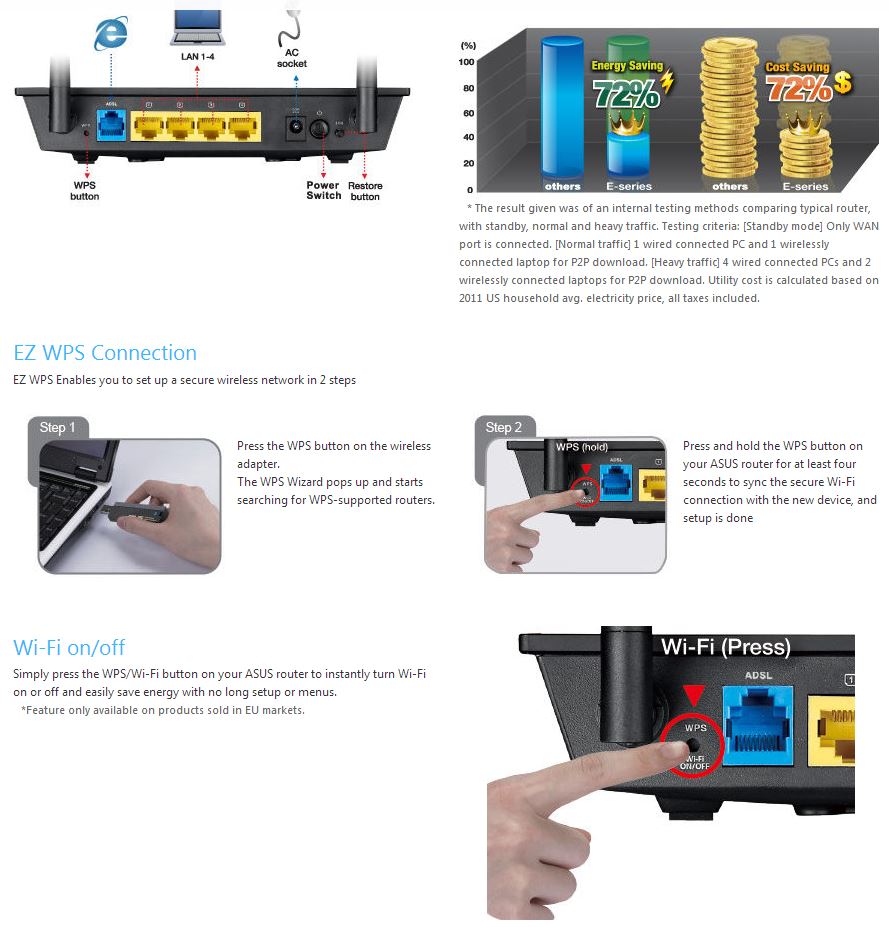 LAN 1-4
AC
socket
ADSL
WPS
1
2
3
4
WPS
button
Power
Switch
Restore
button
(%)
100
80
60
40
20
0
Energy Saving
72%
Cost Saving
72% $
others
E-series
others
E-series
* The result given was of an internal testing methods comparing typical router,
with standby, normal and heavy traffic. Testing criteria: [Standby mode] Only WAN
port is connected. [Normal traffic] 1 wired connected PC and 1 wirelessly
connected laptop for P2P download. [Heavy traffic] 4 wired connected PCs and 2
wirelessly connected laptops for P2P download. Utility cost is calculated based on
2011 US household avg. electricity price, all taxes included.
EZ WPS Connection
EZ WPS Enables you to set up a secure wireless network in 2 steps
Step 1
Press the WPS button on the wireless
adapter.
The WPS Wizard pops up and starts
searching for WPS-supported routers.
Step 2
WPS (hold)
ADSL
1
WPS
Press and hold the WPS button on
your ASUS router for at least four
seconds to sync the secure Wi-Fi
connection with the new device, and
setup is done
Wi-Fi on/off
Simply press the WPS/Wi-Fi button on your ASUS router to instantly turn Wi-Fi
on or off and easily save energy with no long setup or menus.
*Feature only available on products sold in EU markets.
Wi-Fi (Press)
ADSL
1
WPS
Wi-Fi
ON/OFF